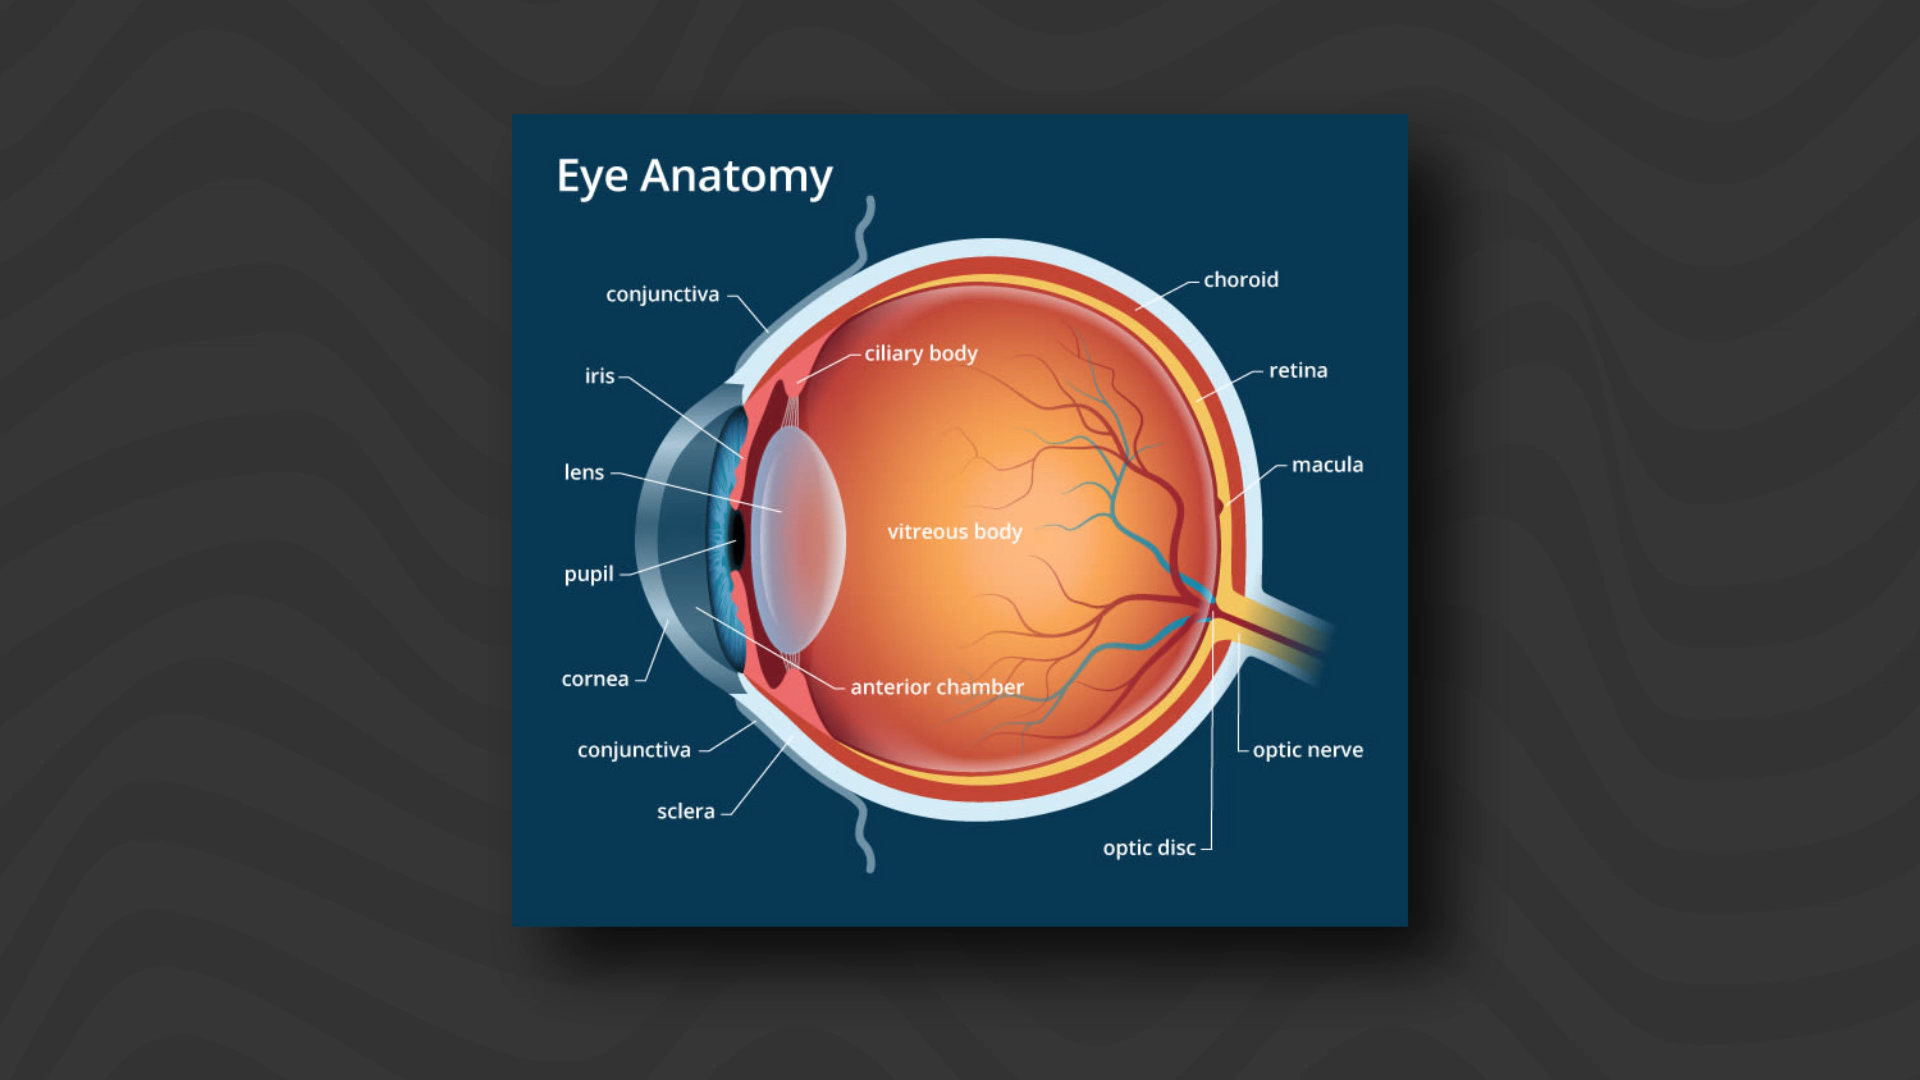 Eye Anatomy
conjunctiva
choroid
iris
ciliary body
retina
lens
macula
vitreous body
pupil
cornea
anterior chamber
conjunctiva
optic nerve
sclera
optic disc